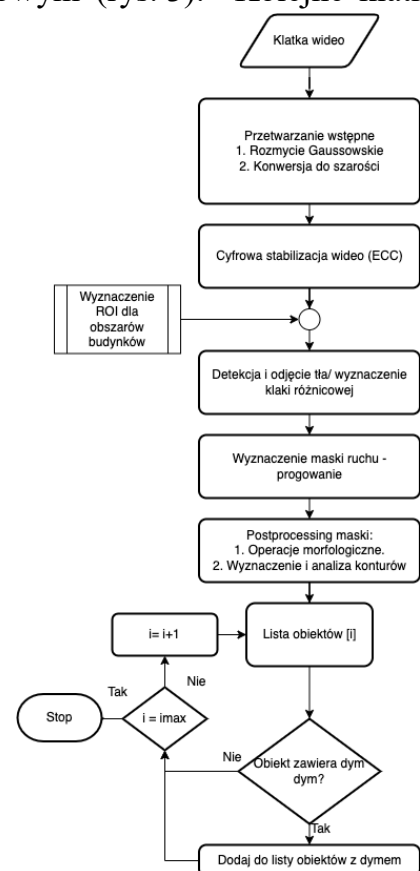 Klatka wideo
Przetwarzanie wstępne
1. Rozmycie Gaussowskie
2. Konwersja do szarości
Cyfrowa stabilizacja wideo (ECC)
Wyznaczenie
ROI dla
obszarów
budynków
Detekcja i odjęcie tła/ wyznaczenie
klaki różnicowej
Wyznaczenie maski ruchu -
progowanie
Postprocessing maski:
1. Operacje morfologiczne.
2. Wyznaczenie i analiza konturów
i= i+1
Lista obiektów [i]
Tak
Nie
Stop
i = imax
Nie
Obiekt zawiera dym
dym?
Tak
Dodaj do listy obiektów z dymem